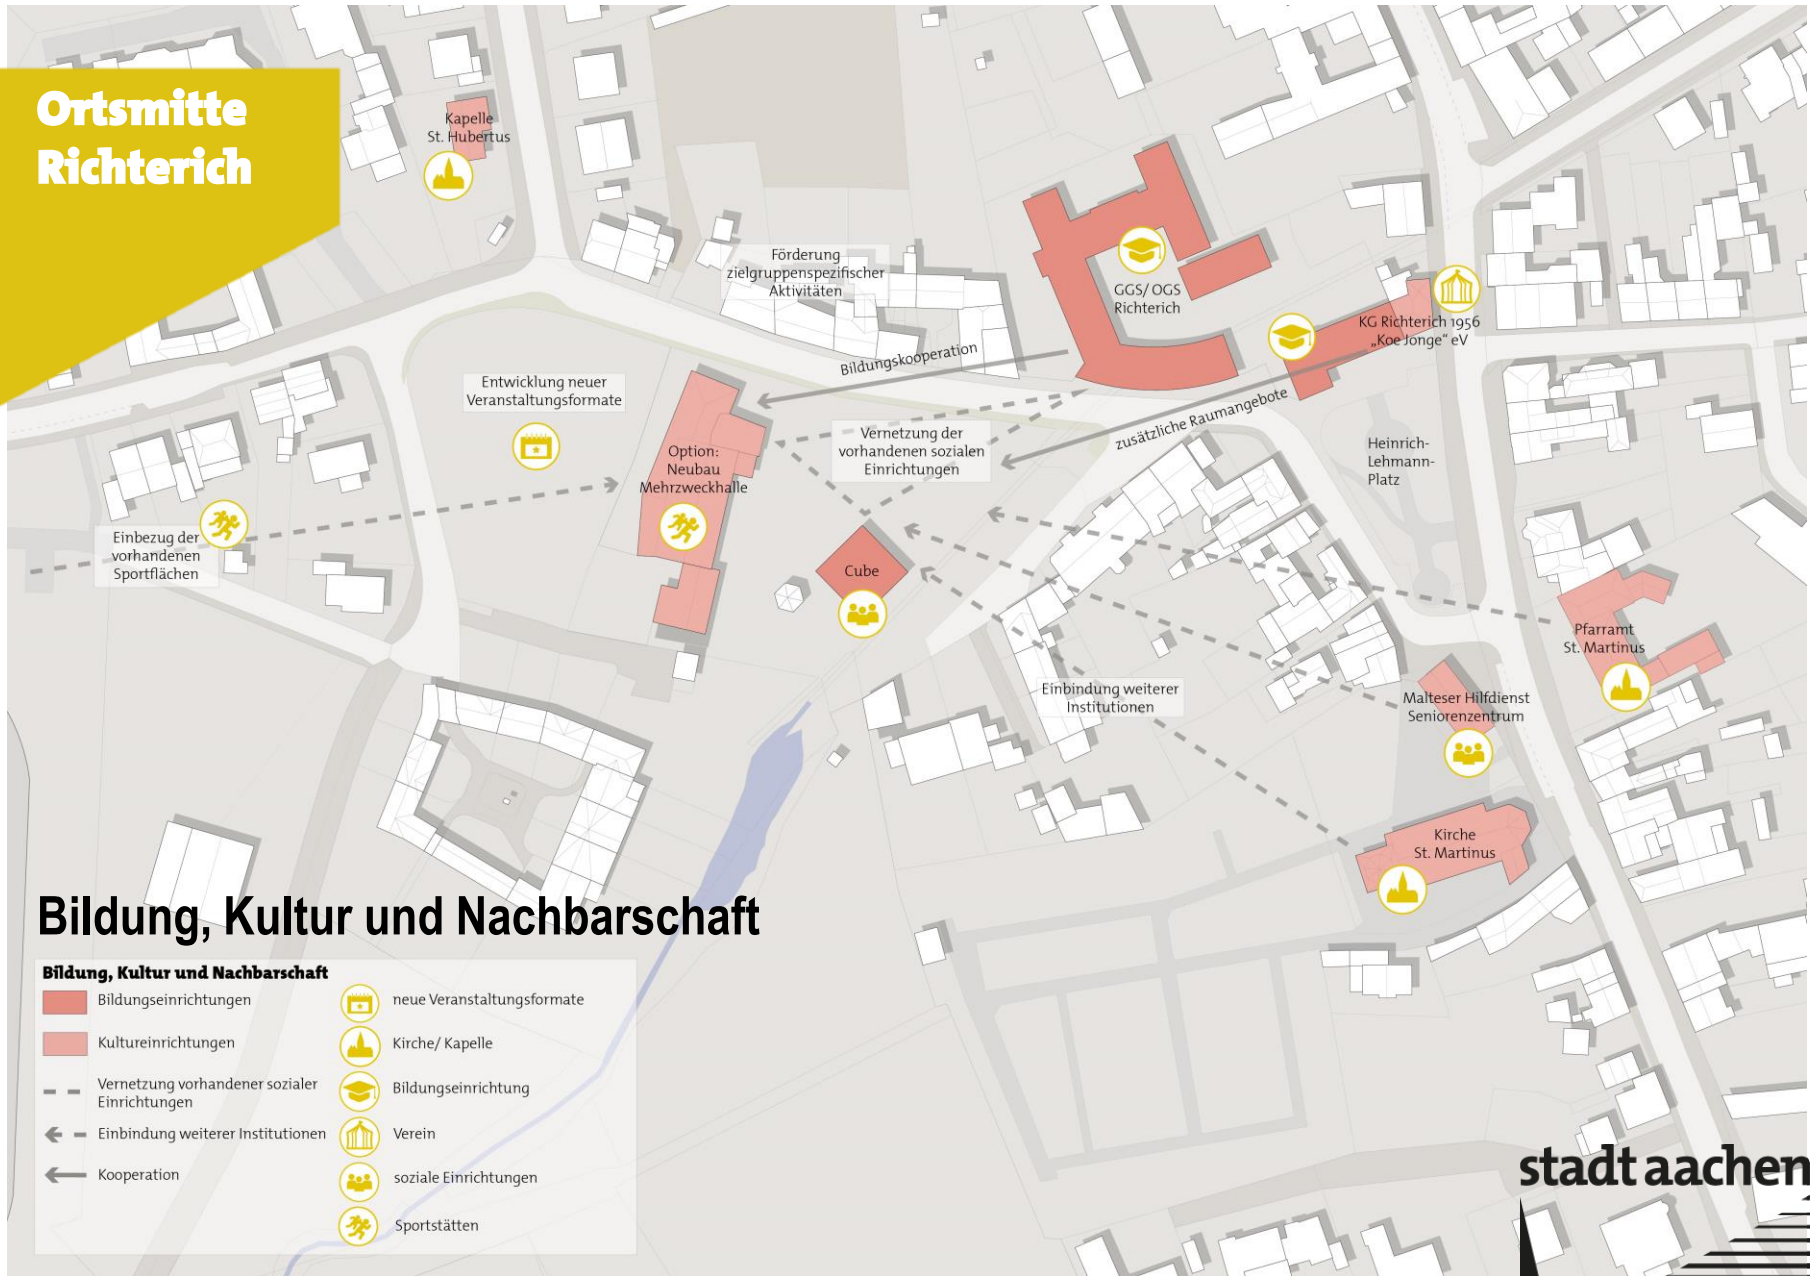 Ortsmitte
Richterich
Kapelle
St. Hubertus
Förderung
zielgruppenspezifischer
Aktivitäten
GGS/ OGS
Richterich
KG Richterich 1956
„Koe Jonge“ eV
Bildungskooperation
zusätzliche Raumangebote
Entwicklung neuer
Veranstaltungsformate
Vernetzung der
vorhandenen sozialen
Einrichtungen
Option:
Neubau
Mehrzweckhalle
Heinrich-
Lehmann-
Platz
Einbezug der
vorhandenen
Sportflächen
Cube
Pfarramt
St. Martinus
Einbindung weiterer
Institutionen
Malteser Hilfdienst
Seniorenzentrum
Kirche
St. Martinus
Bildung, Kultur und Nachbarschaft
Bildung, Kultur und Nachbarschaft
Bildungseinrichtungen
Kultureinrichtungen
Vernetzung vorhandener sozialer
Einrichtungen
Einbindung weiterer Institutionen
Kooperation
neue Veranstaltungsformate
Kirche/ Kapelle
Bildungseinrichtung
Verein
soziale Einrichtungen
Sportstätten
stadt aachen